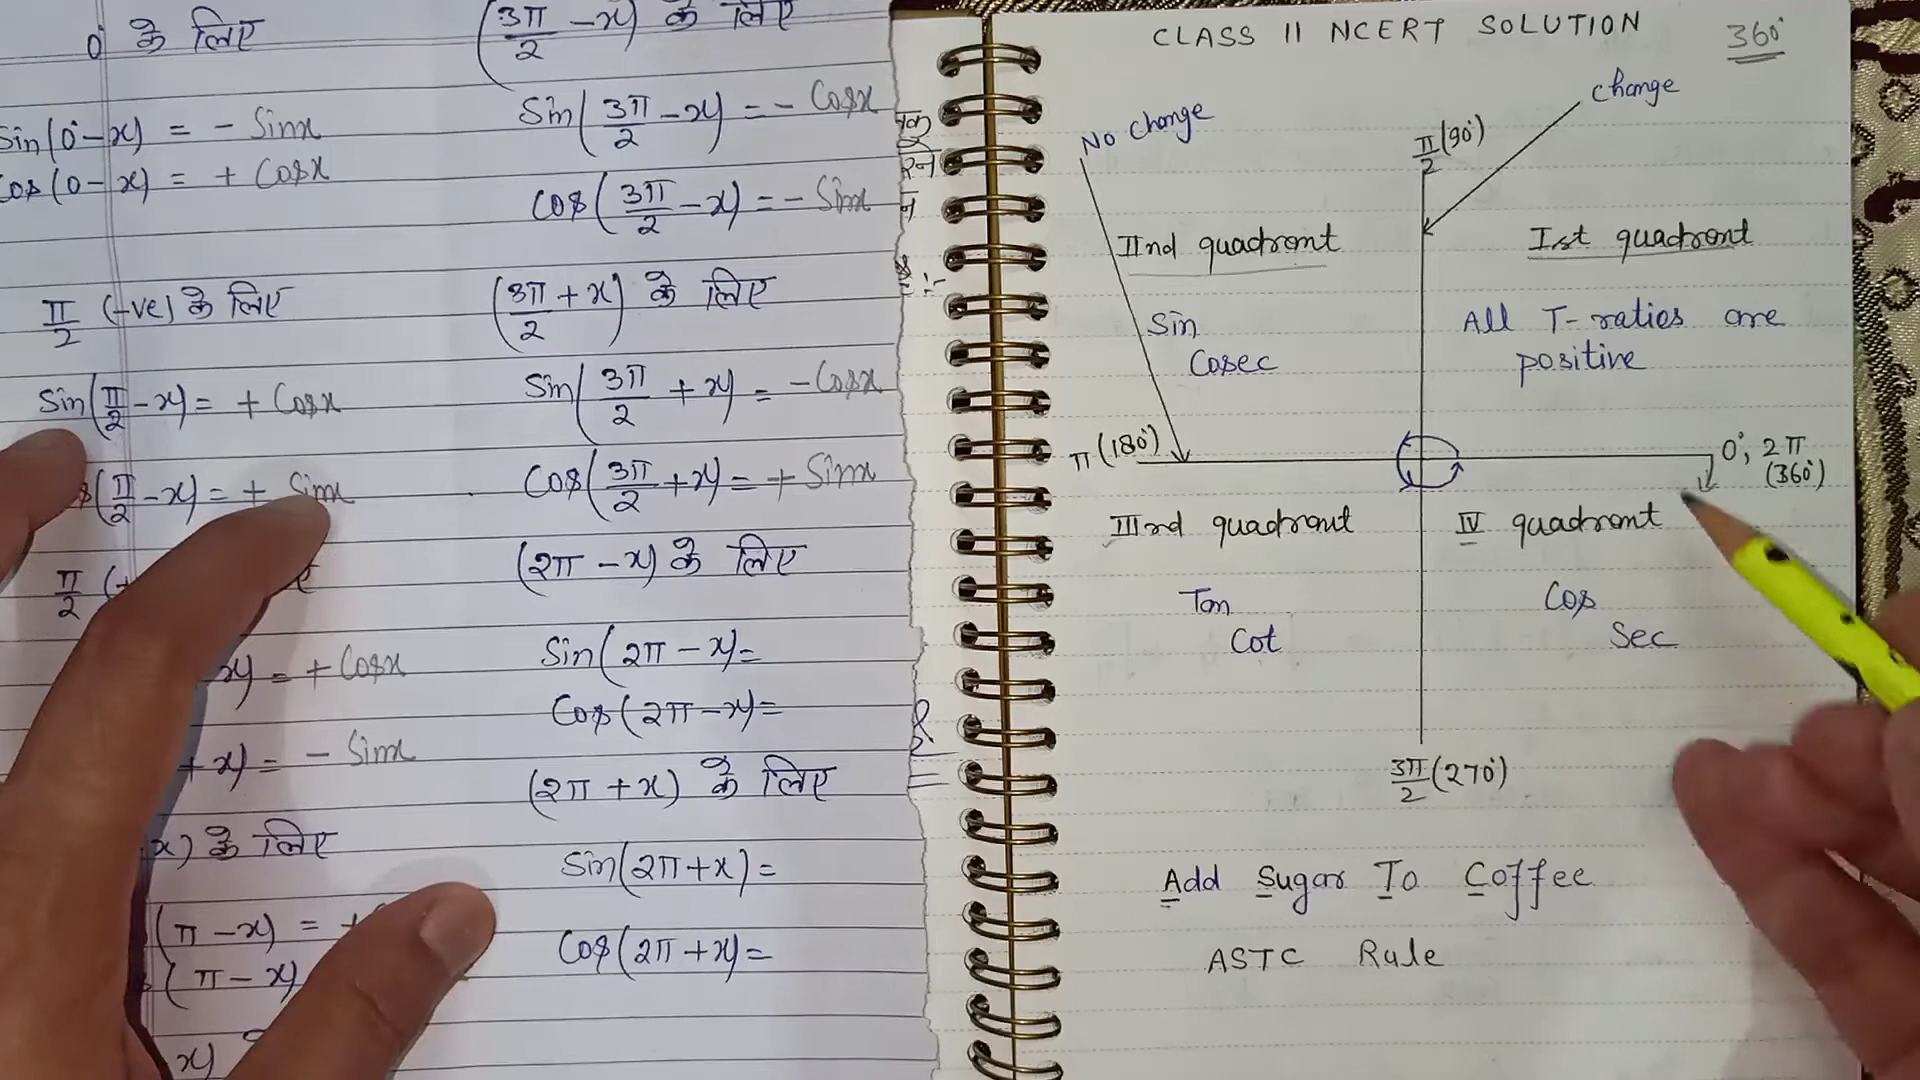 0° के लिए
Sin(0°-x) = - Sinx
Cos(0-x) = + Cosx
π/2 (-ve) के लिए
Sin(π/2 - x) = + Cosx
(π/2 - x) = + Sinx
π/2
x) = + Cosx
+ x) = - Sinx
x) के लिए
(π - x) = +
(π - x)
x)
(3π/2 - x) के लिए
Sin(3π/2 - x) = - Cosx
Cos(3π/2 - x) = - Sinx
(3π/2 + x) के लिए
Sin(3π/2 + x) = - Cosx
Cos(3π/2 + x) = + Sinx
(2π - x) के लिए
Sin(2π - x) =
Cos(2π - x) =
(2π + x) के लिए
Sin(2π + x) =
Cos(2π + x) =
CLASS 11 NCERT SOLUTION
360°
No Change
Change
π/2 (90°)
IInd quadrant
Ist quadrant
Sin
Cosec
All T-ratios are
positive
π (180°)
0°, 2π
(360°)
IIIrd quadrant
IV quadrant
Tan
Cot
Cos
Sec
3π/2 (270°)
Add Sugar To Coffee
ASTC Rule